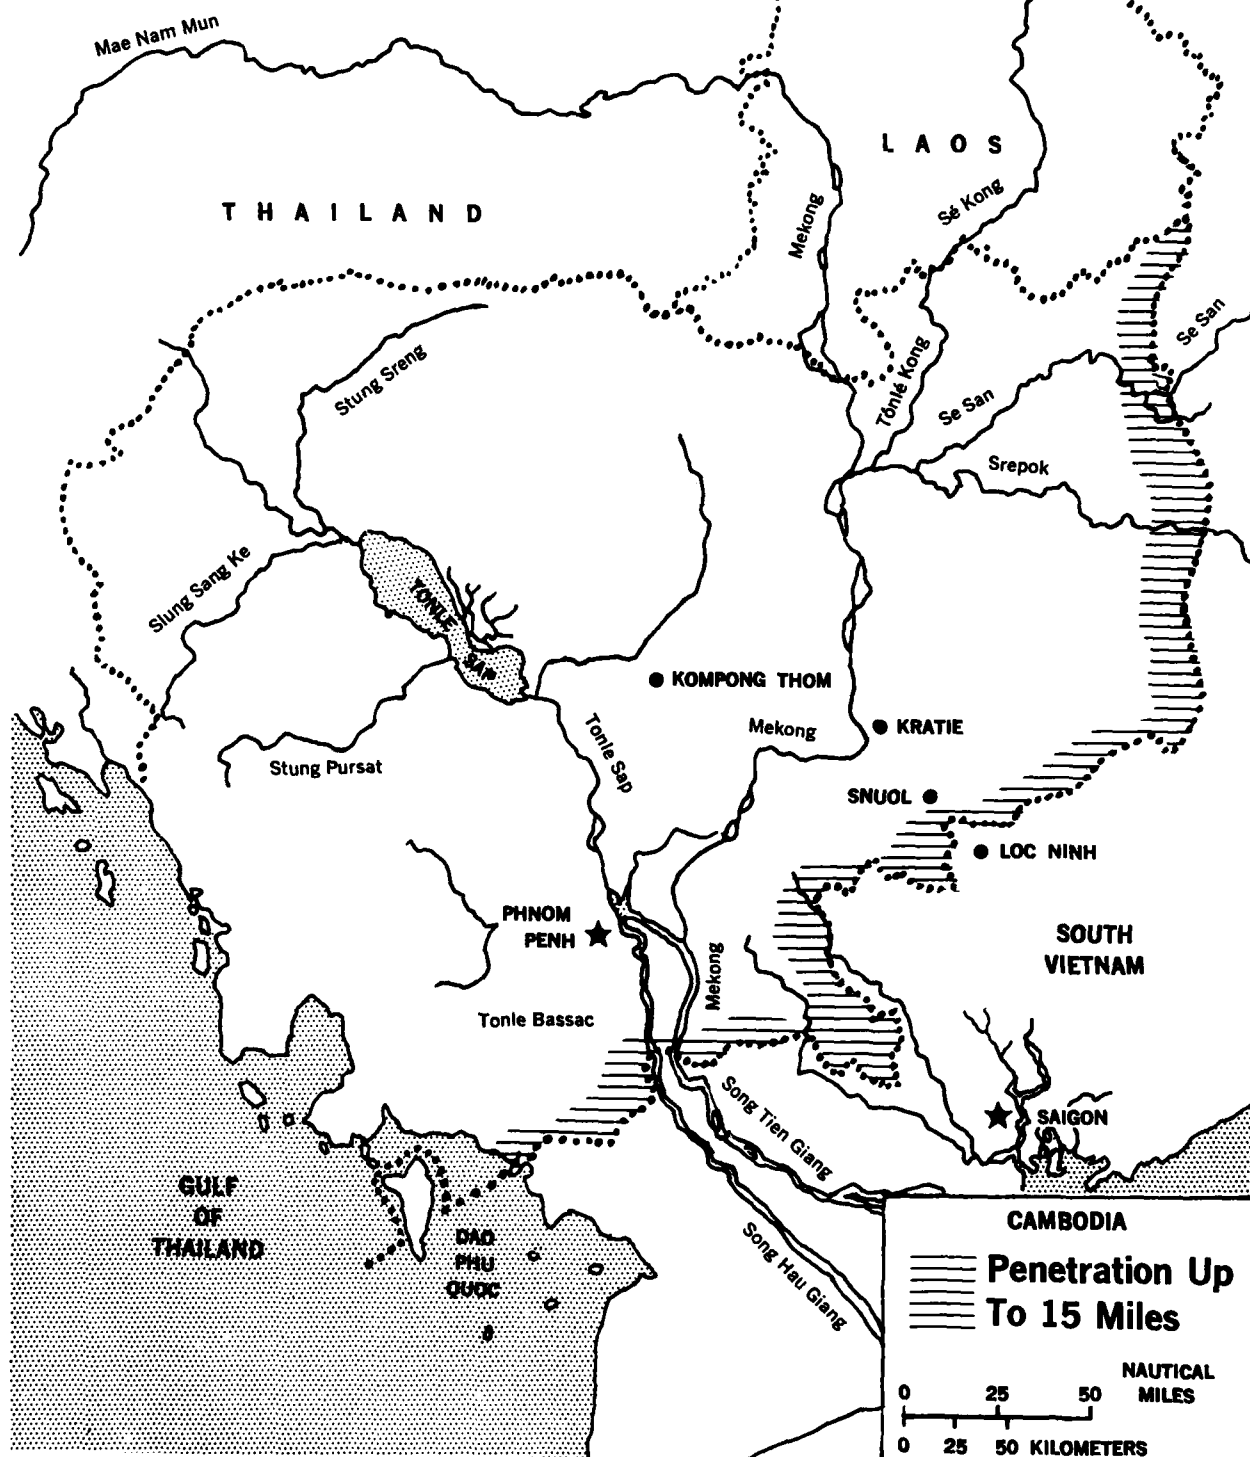 Mae Nam Mun
LAOS
THAILAND
Sé Kong
Mekong
Se San
Stung Sreng
Tônlé Kong
Se San
Srepok
Slung Sang Ke
TONLE
SAP
KOMPONG THOM
Tonle Sap
Mekong
KRATIE
Stung Pursat
SNUOL
LOC NINH
PHNOM
PENH
SOUTH
VIETNAM
Mekong
Tonle Bassac
Song Tien Giang
SAIGON
GULF
OF
THAILAND
DAO
PHU
QUOC
Song Hau Giang
CAMBODIA
Penetration Up
To 15 Miles
NAUTICAL
0 25 50 MILES
0 25 50 KILOMETERS